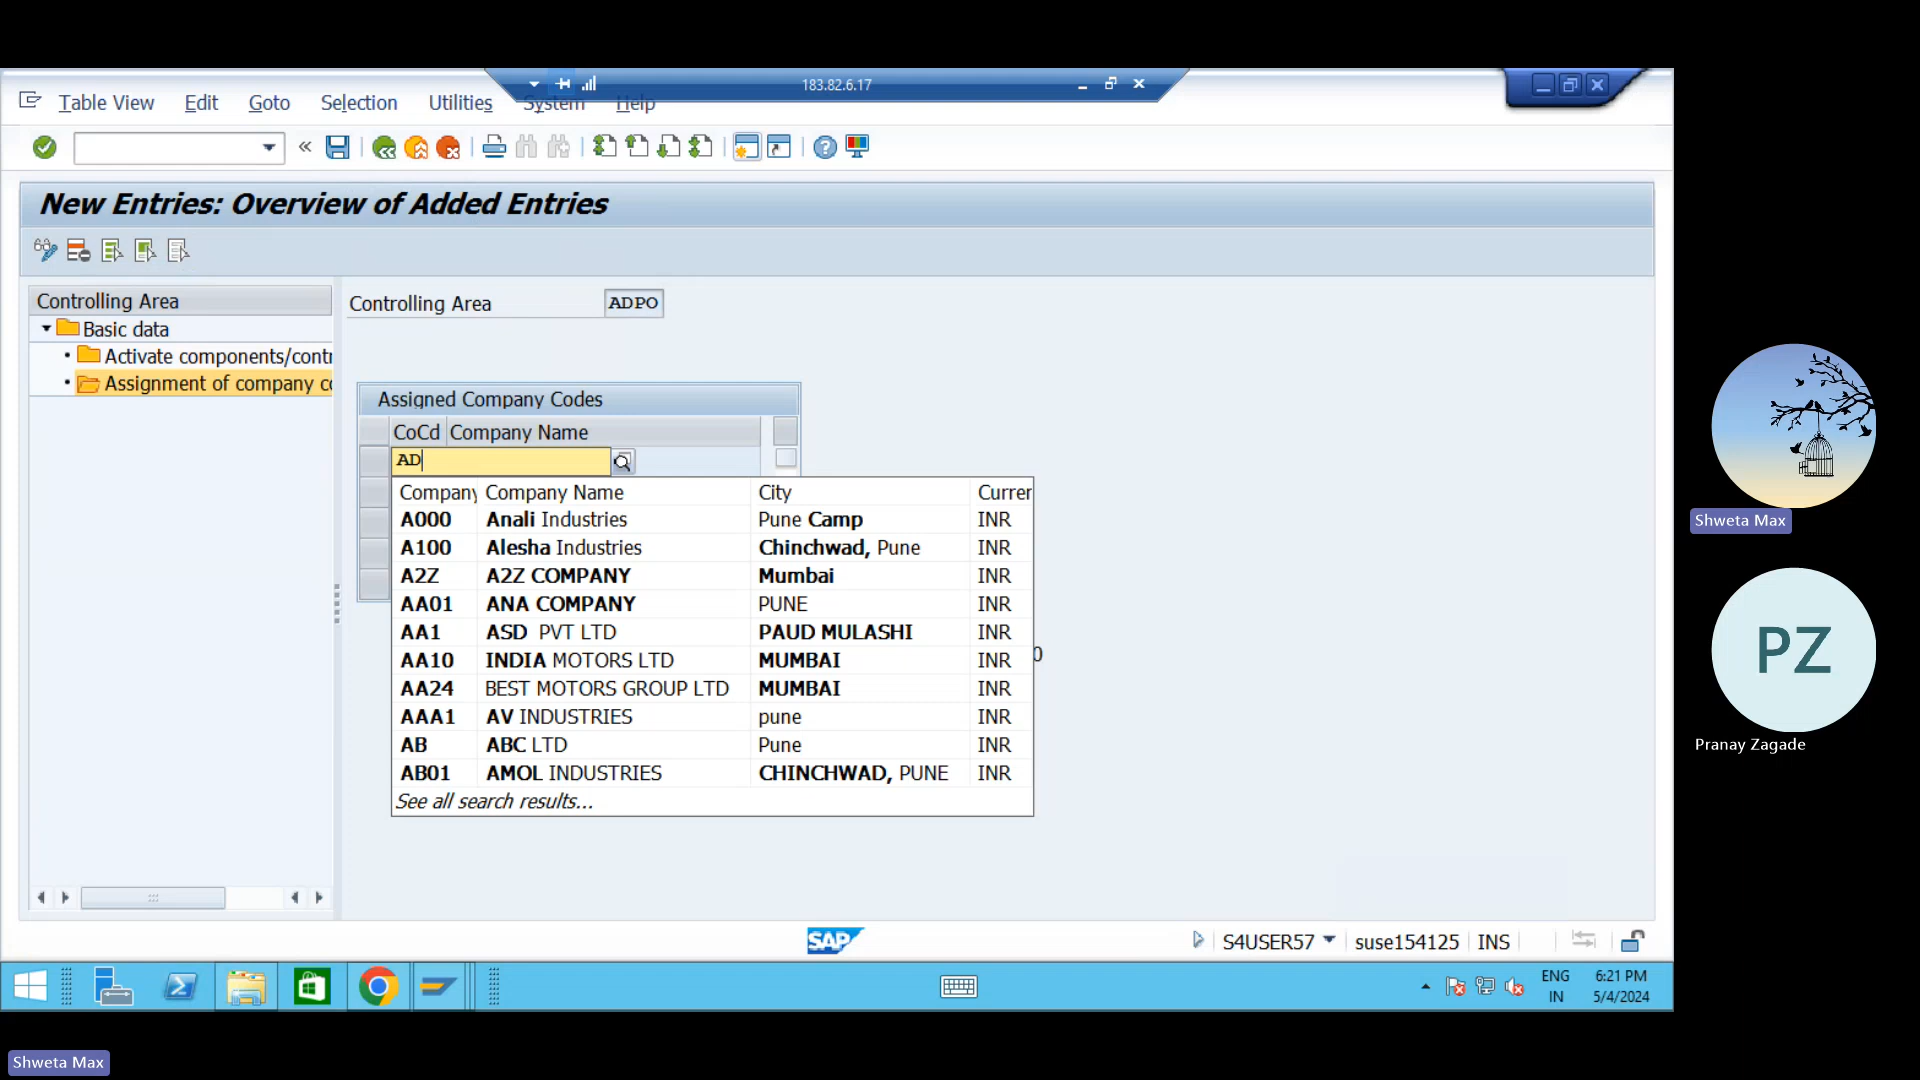 183.82.6.17
Table View Edit Goto Selection Utilities System Help
New Entries: Overview of Added Entries
Controlling Area
Basic data
Activate components/contr
Assignment of company co
Controlling Area ADPO
Assigned Company Codes
CoCd Company Name
AD
Company Company Name City Curren
A000 Anali Industries Pune Camp INR
A100 Alesha Industries Chinchwad, Pune INR
A2Z A2Z COMPANY Mumbai INR
AA01 ANA COMPANY PUNE INR
AA1 ASD PVT LTD PAUD MULASHI INR
AA10 INDIA MOTORS LTD MUMBAI INR
AA24 BEST MOTORS GROUP LTD MUMBAI INR
AAA1 AV INDUSTRIES pune INR
AB ABC LTD Pune INR
AB01 AMOL INDUSTRIES CHINCHWAD, PUNE INR
See all search results...
0
SAP
S4USER57 suse154125 INS
ENG
IN
6:21 PM
5/4/2024
Shweta Max
PZ
Pranay Zagade
Shweta Max